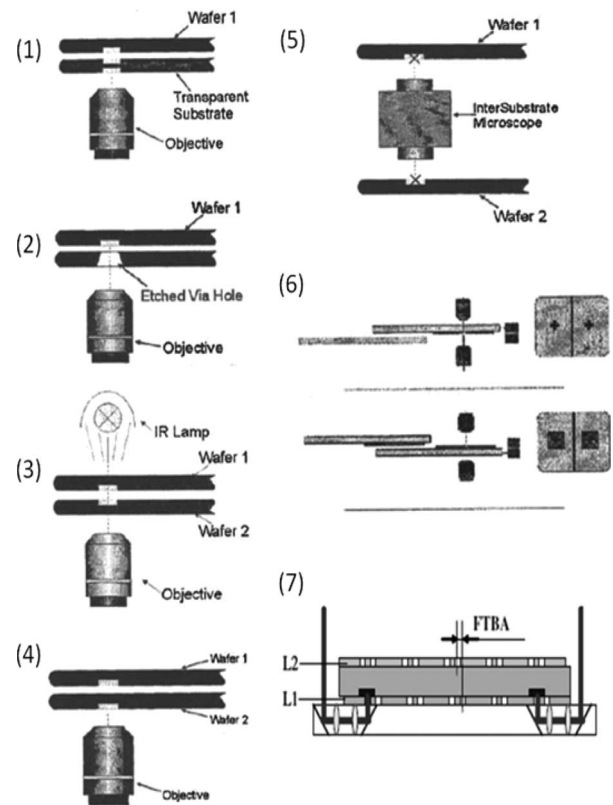 (1)
Wafer 1
Transparent
Substrate
Objective
(2)
Wafer 1
Etched Via Hole
Objective
(3)
IR Lamp
Wafer 1
Wafer 2
Objective
(4)
Wafer 1
Wafer 2
Objective
(5)
Wafer 1
InterSubstrate
Microscope
Wafer 2
(6)
(7)
FTBA
L2
L1